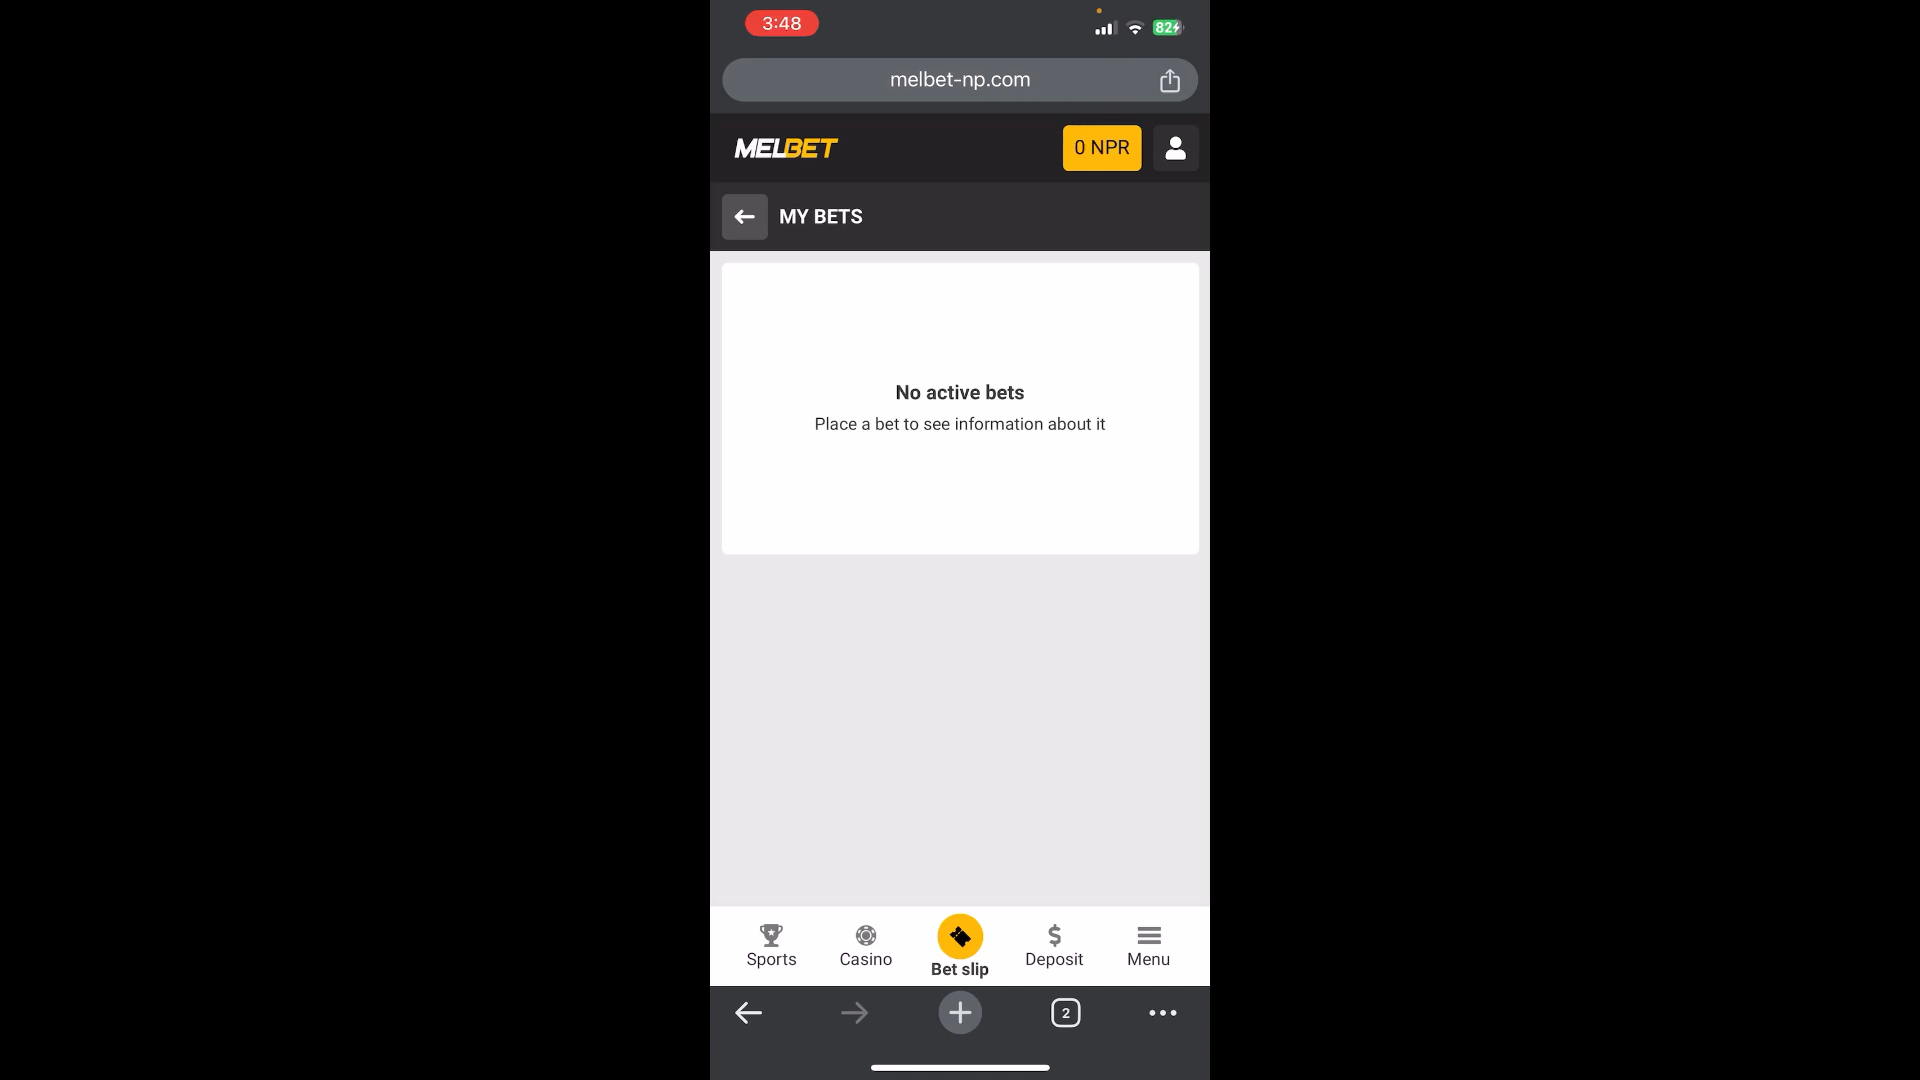 3:48
82
melbet-np.com
MELBET
0 NPR
MY BETS
No active bets
Place a bet to see information about it
Sports
Casino
Bet slip
Deposit
Menu
2